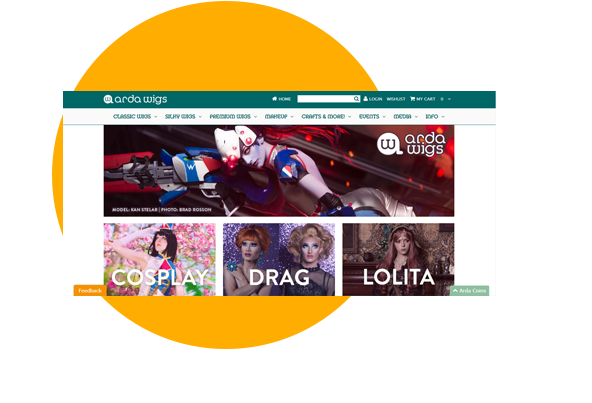 arda wigs HOME LOGIN WISHLIST MY CART 0
CLASSIC WIGS SILKY WIGS PREMIUM WIGS MAKEUP CRAFTS & MORE! EVENTS MEDIA INFO
arda
wigs
MODEL: KAN STELAR | PHOTO: BRAD ROSSON
COSPLAY DRAG LOLITA
Feedback Arda Coins